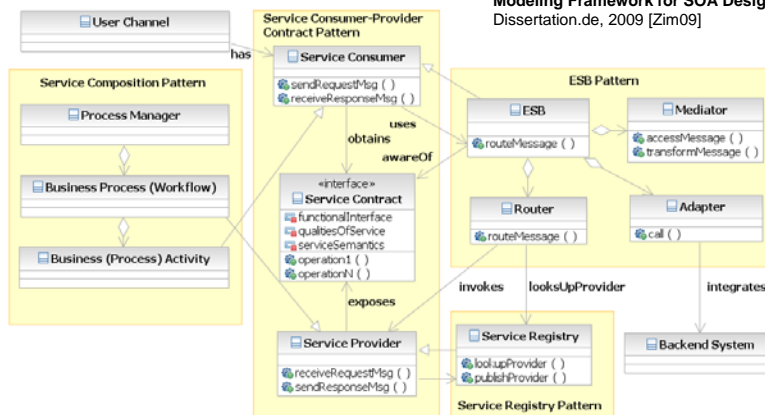 Modeling Framework for SOA Desig
Dissertation.de, 2009 [Zim09]
User Channel
has
Service Consumer-Provider
Contract Pattern
Service Consumer
sendRequestMsg ( )
receiveResponseMsg ( )
Service Composition Pattern
Process Manager
Business Process (Workflow)
Business (Process) Activity
uses
obtains
awareOf
«interface»
Service Contract
functionalInterface
qualitiesOfService
serviceSemantics
operation1 ( )
operationN ( )
exposes
Service Provider
receiveRequestMsg ( )
sendResponseMsg ( )
ESB Pattern
ESB
routeMessage ( )
Mediator
accessMessage ( )
transformMessage ( )
Router
routeMessage ( )
Adapter
call ( )
invokes
looksUpProvider
integrates
Service Registry
lookupProvider ( )
publishProvider ( )
Service Registry Pattern
Backend System